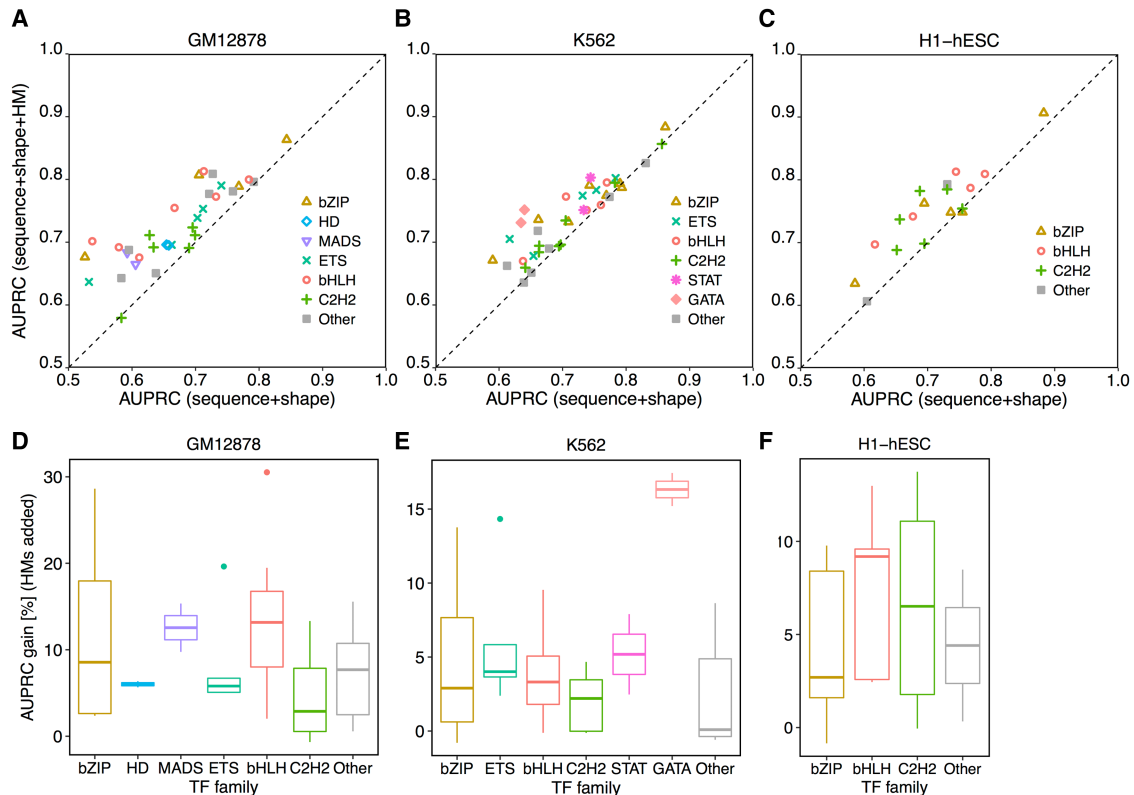 A
GM12878
AUPRC (sequence+shape+HM)
1.0
0.9
0.8
0.7
0.6
0.5
bZIP
HD
MADS
ETS
bHLH
C2H2
Other
0.5 0.6 0.7 0.8 0.9 1.0
AUPRC (sequence+shape)
B
K562
1.0
0.9
0.8
0.7
0.6
0.5
bZIP
ETS
bHLH
C2H2
STAT
GATA
Other
0.5 0.6 0.7 0.8 0.9 1.0
AUPRC (sequence+shape)
C
H1–hESC
1.0
0.9
0.8
0.7
0.6
0.5
bZIP
bHLH
C2H2
Other
0.5 0.6 0.7 0.8 0.9 1.0
AUPRC (sequence+shape)
D
GM12878
AUPRC gain [%] (HMs added)
30
20
10
0
bZIP HD MADS ETS bHLH C2H2 Other
TF family
E
K562
15
10
5
0
bZIP ETS bHLH C2H2 STAT GATA Other
TF family
F
H1–hESC
10
5
0
bZIP bHLH C2H2 Other
TF family